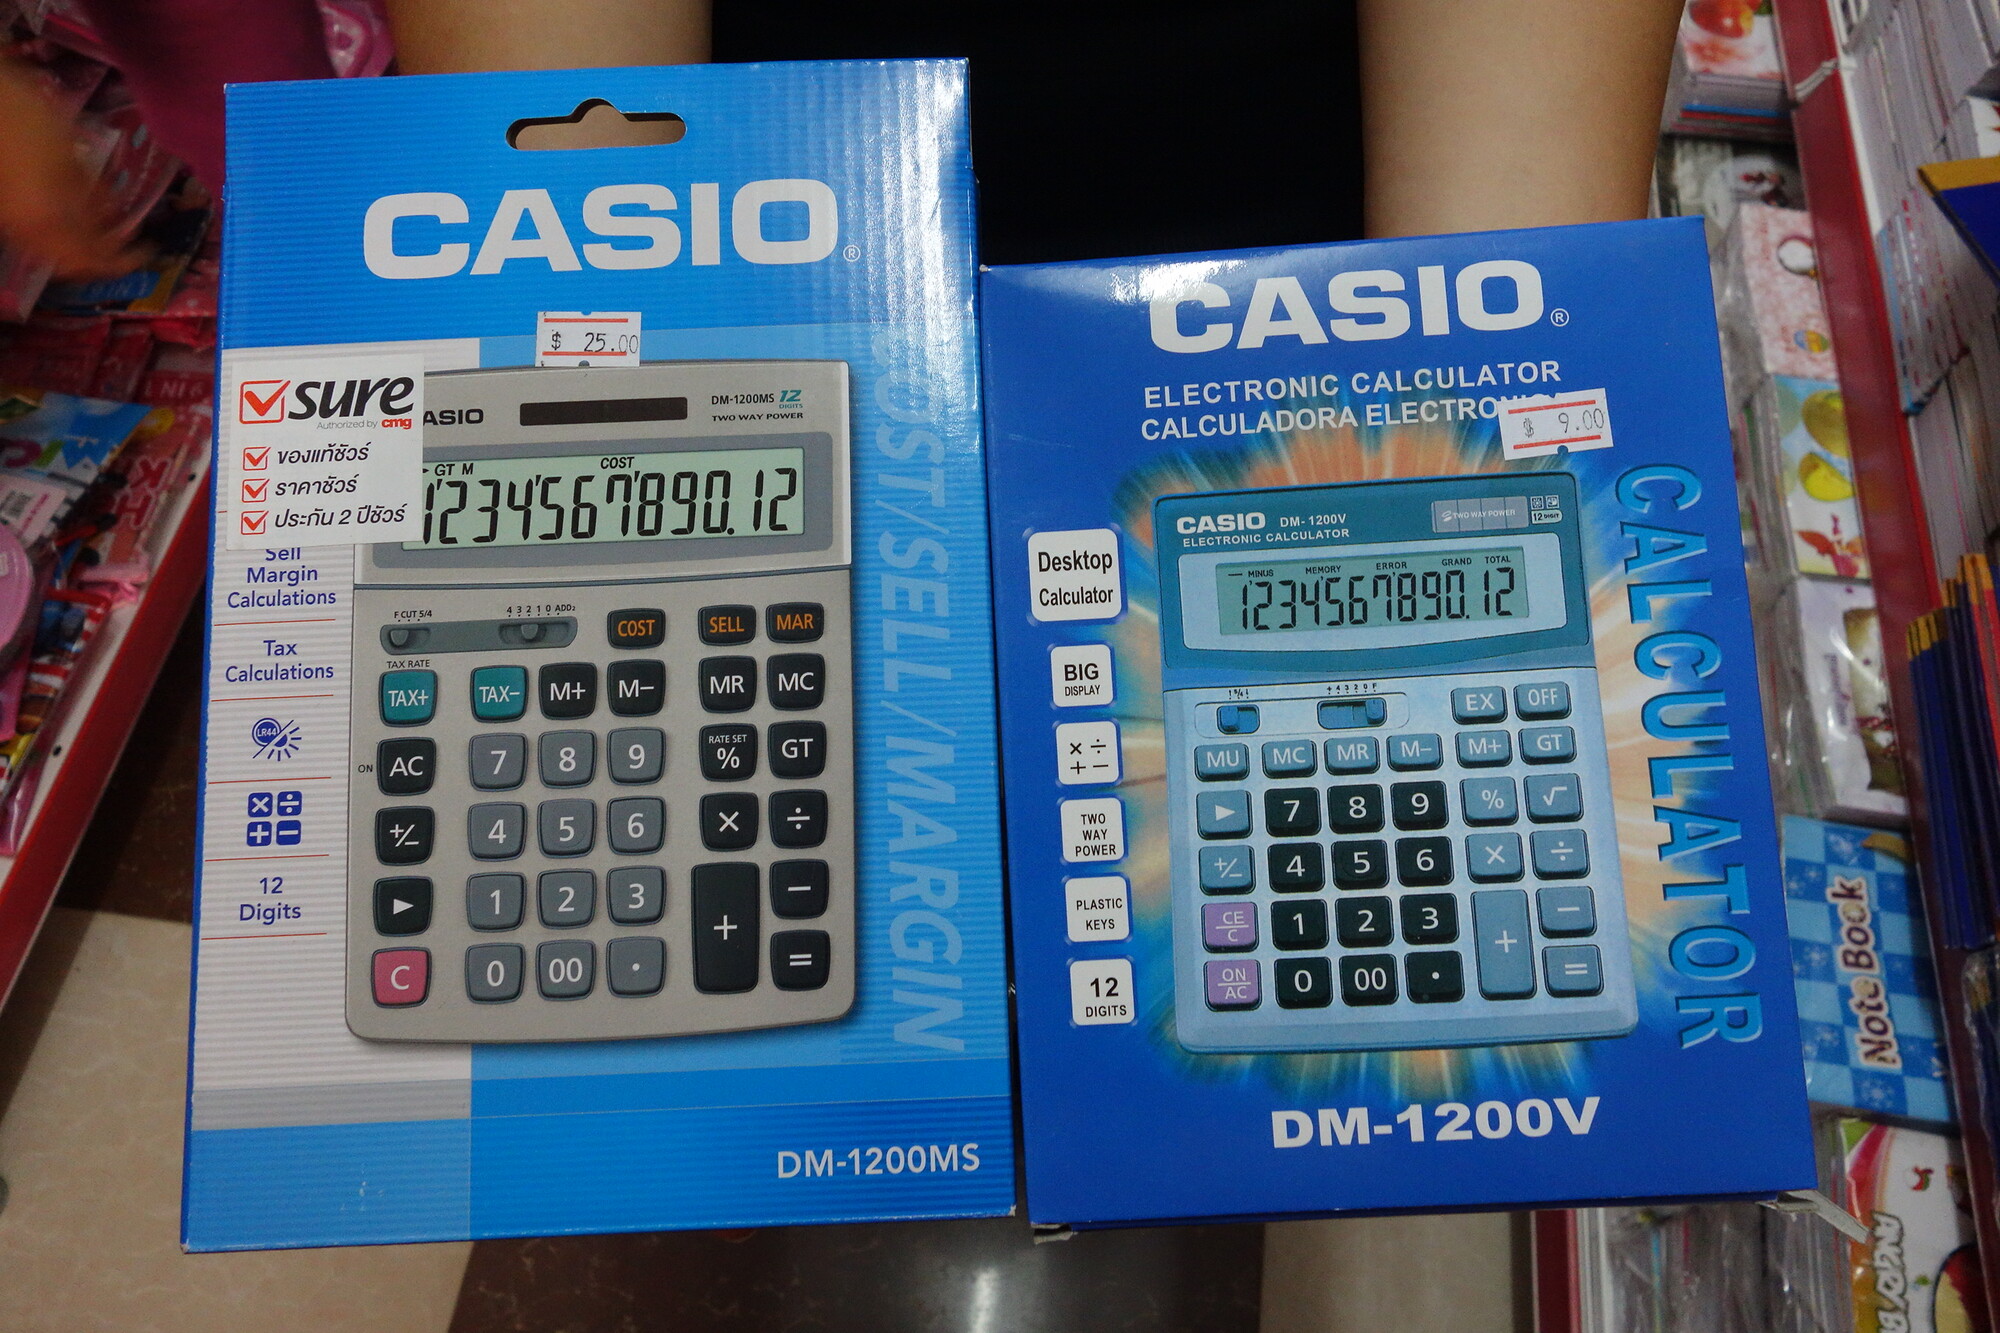 CASIO®
$ 25.00
sure
Authorized by cmg
ของแท้ชัวร์
ราคาชัวร์
ประกัน 2 ปีชัวร์
Sell
Margin
Calculations
Tax
Calculations
LR44
× ÷
+ −
12
Digits
COST/SELL/MARGIN
DM-1200MS 12
DIGITS
TWO WAY POWER
GT M COST
1234567890.12
F CUT 5/4
4 3 2 1 0 ADD2
COST SELL MAR
TAX RATE
TAX+ TAX− M+ M− MR MC
RATE SET
ON AC 7 8 9 % GT
+/− 4 5 6 × ÷
► 1 2 3 + −
C 0 00 · =
DM-1200MS
CASIO®
ELECTRONIC CALCULATOR
CALCULADORA
$ 9.00
CALCULATOR
Desktop
Calculator
BIG
DISPLAY
× ÷
+ −
TWO
WAY
POWER
PLASTIC
KEYS
12
DIGITS
CASIO DM-1200V
ELECTRONIC CALCULATOR
TWO WAY POWER
12 DIGIT
— MINUS MEMORY ERROR GRAND TOTAL
1234567890.12
EX OFF
MU MC MR M− M+ GT
► 7 8 9 % √
+/− 4 5 6 × ÷
CE/C 1 2 3 + −
ON/AC 0 00 · =
DM-1200V
Note Book